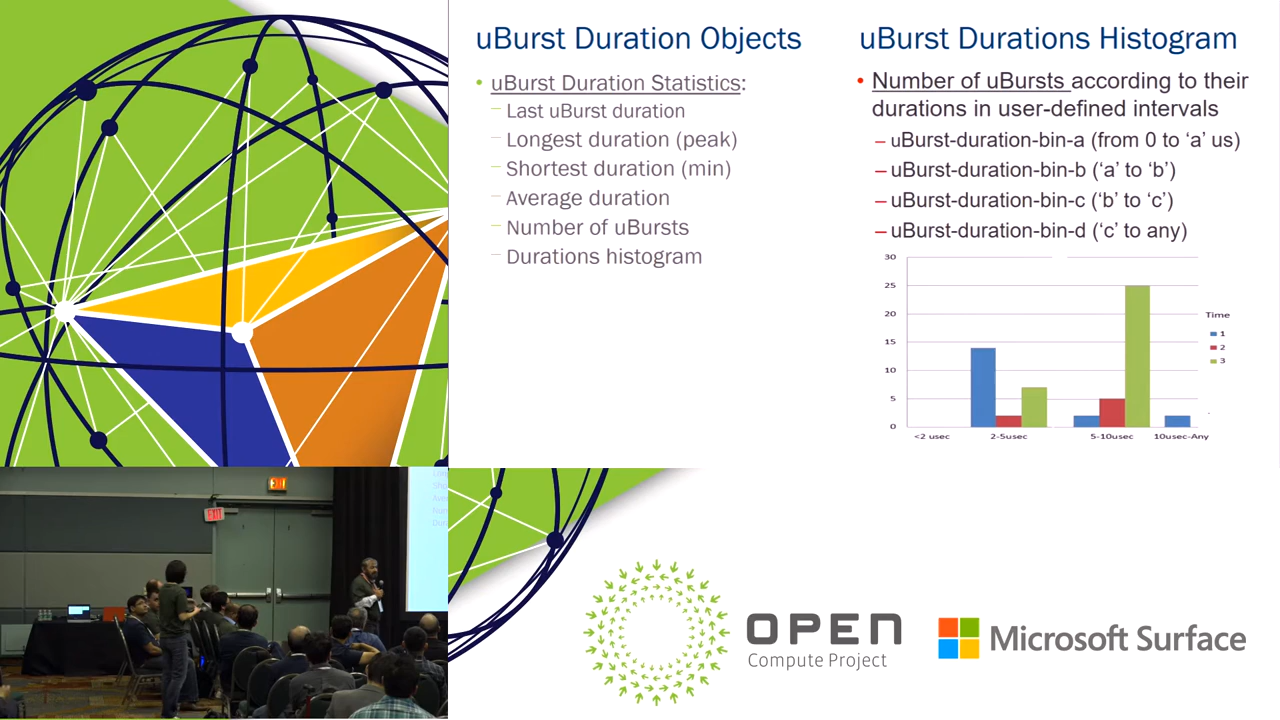 uBurst Duration Objects
• uBurst Duration Statistics:
– Last uBurst duration
– Longest duration (peak)
– Shortest duration (min)
– Average duration
– Number of uBursts
– Durations histogram
uBurst Durations Histogram
• Number of uBursts according to their
durations in user-defined intervals
– uBurst-duration-bin-a (from 0 to ‘a’ us)
– uBurst-duration-bin-b (‘a’ to ‘b’)
– uBurst-duration-bin-c (‘b’ to ‘c’)
– uBurst-duration-bin-d (‘c’ to any)
30
25
20
15
10
5
0
<2 usec 2-5usec 5-10usec 10usec-Any
Time
1
2
3
EXIT
OPEN
Compute Project
Microsoft Surface